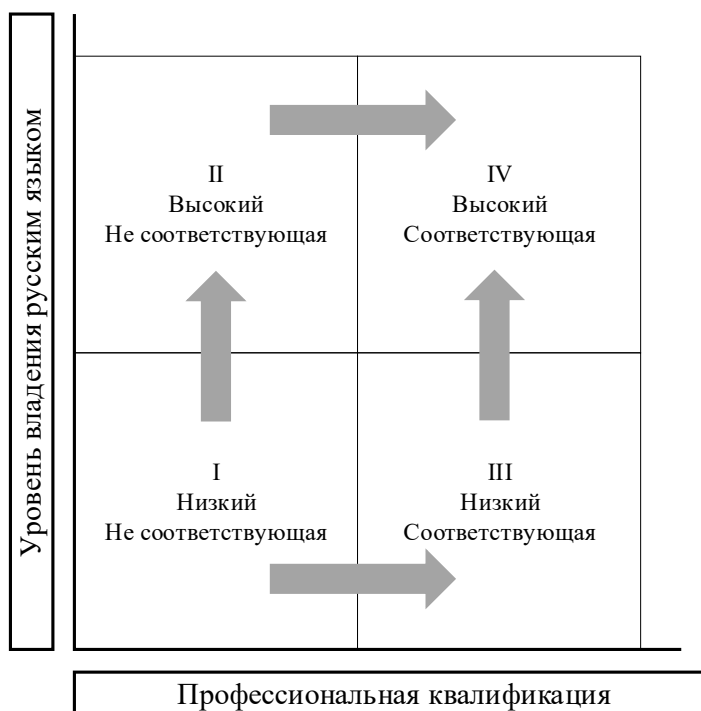 Уровень владения русским языком
II
Высокий
Не соответствующая
IV
Высокий
Соответствующая
I
Низкий
Не соответствующая
III
Низкий
Соответствующая
Профессиональная квалификация